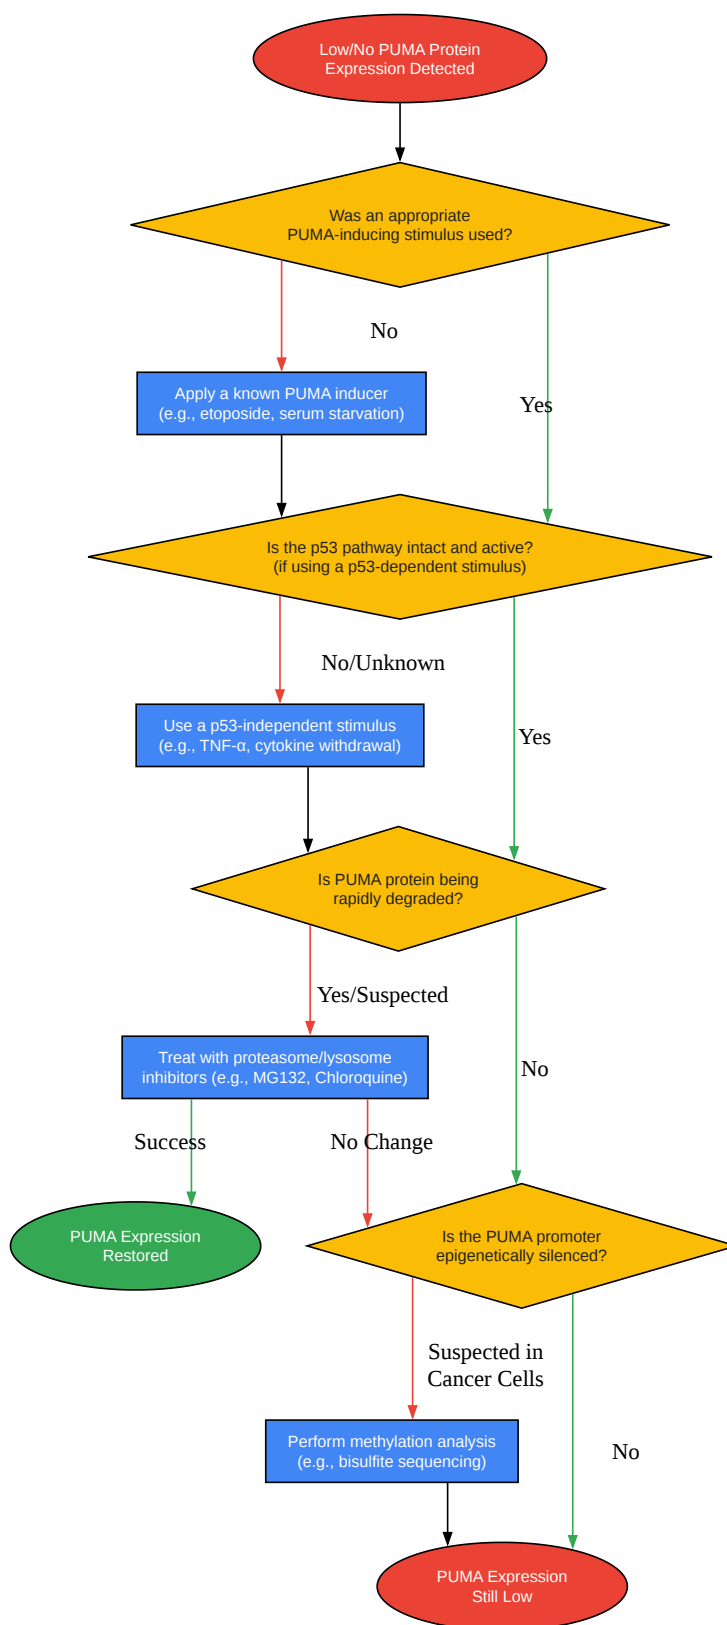 Low/No PUMA Protein
Expression Detected
Was an appropriate
PUMA-inducing stimulus used?
No
Apply a known PUMA inducer
(e.g., etoposide, serum starvation)
Yes
Is the p53 pathway intact and active?
(if using a p53-dependent stimulus)
No/Unknown
Use a p53-independent stimulus
(e.g., TNF-α, cytokine withdrawal)
Yes
Is PUMA protein being
rapidly degraded?
Yes/Suspected
Treat with proteasome/lysosome
inhibitors (e.g., MG132, Chloroquine)
No
Success
No Change
PUMA Expression
Restored
Is the PUMA promoter
epigenetically silenced?
Suspected in
Cancer Cells
Perform methylation analysis
(e.g., bisulfite sequencing)
No
PUMA Expression
Still Low